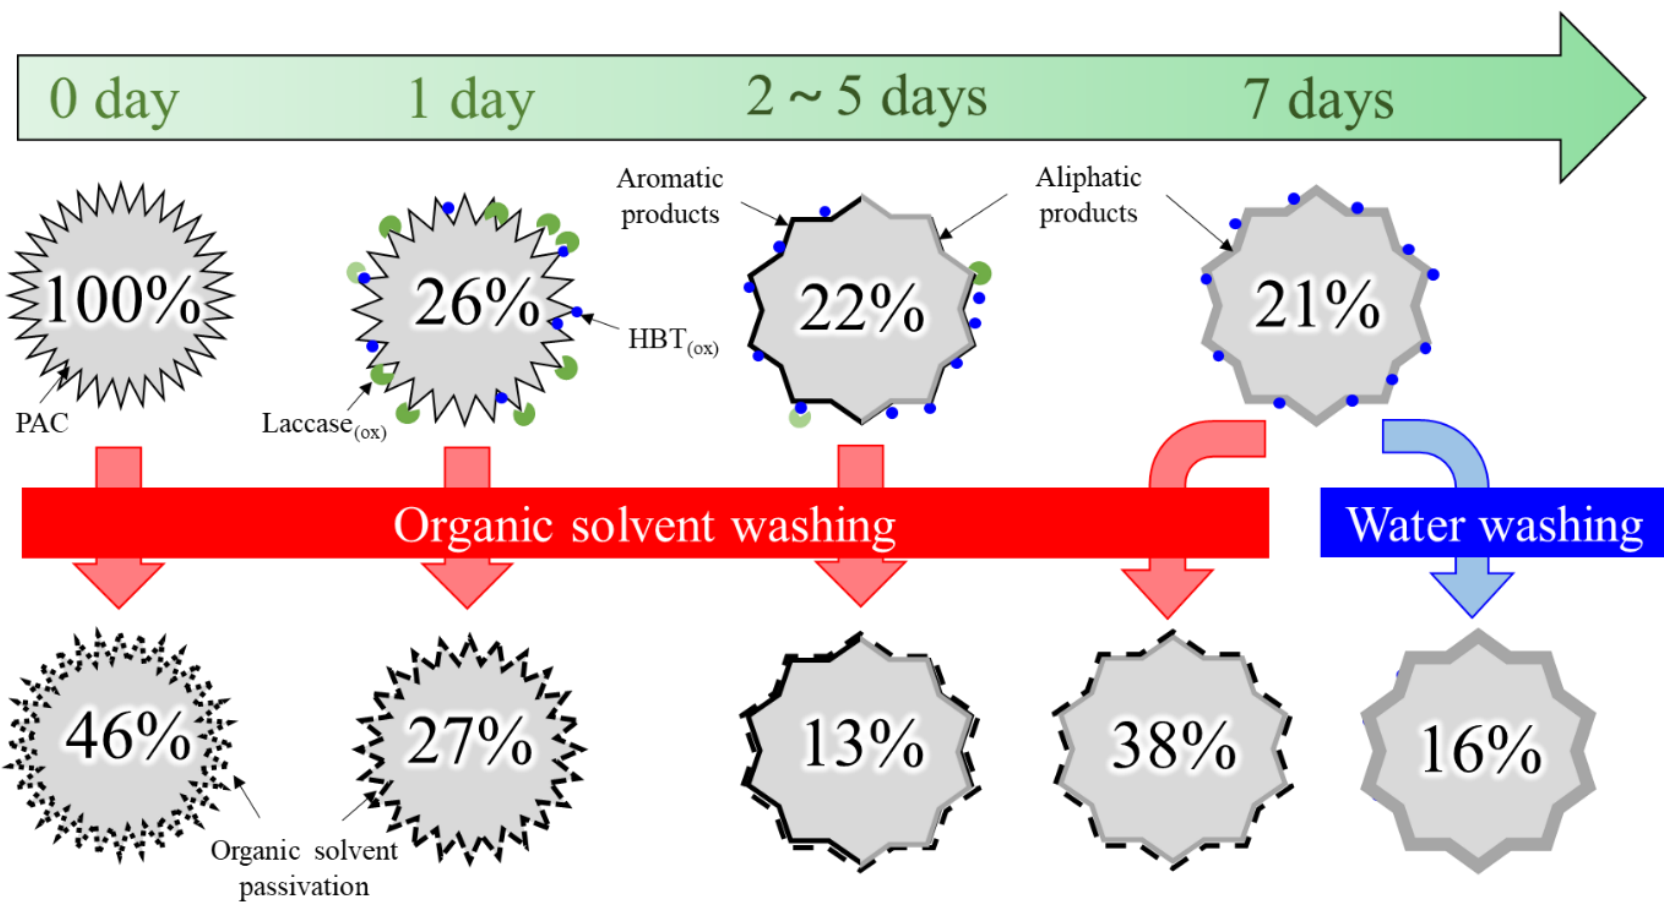 0 day
1 day
2 ~ 5 days
7 days
Aromatic
products
Aliphatic
products
100%
26%
22%
21%
HBT(ox)
PAC
Laccase(ox)
Organic solvent washing
Water washing
46%
27%
13%
38%
16%
Organic solvent
passivation